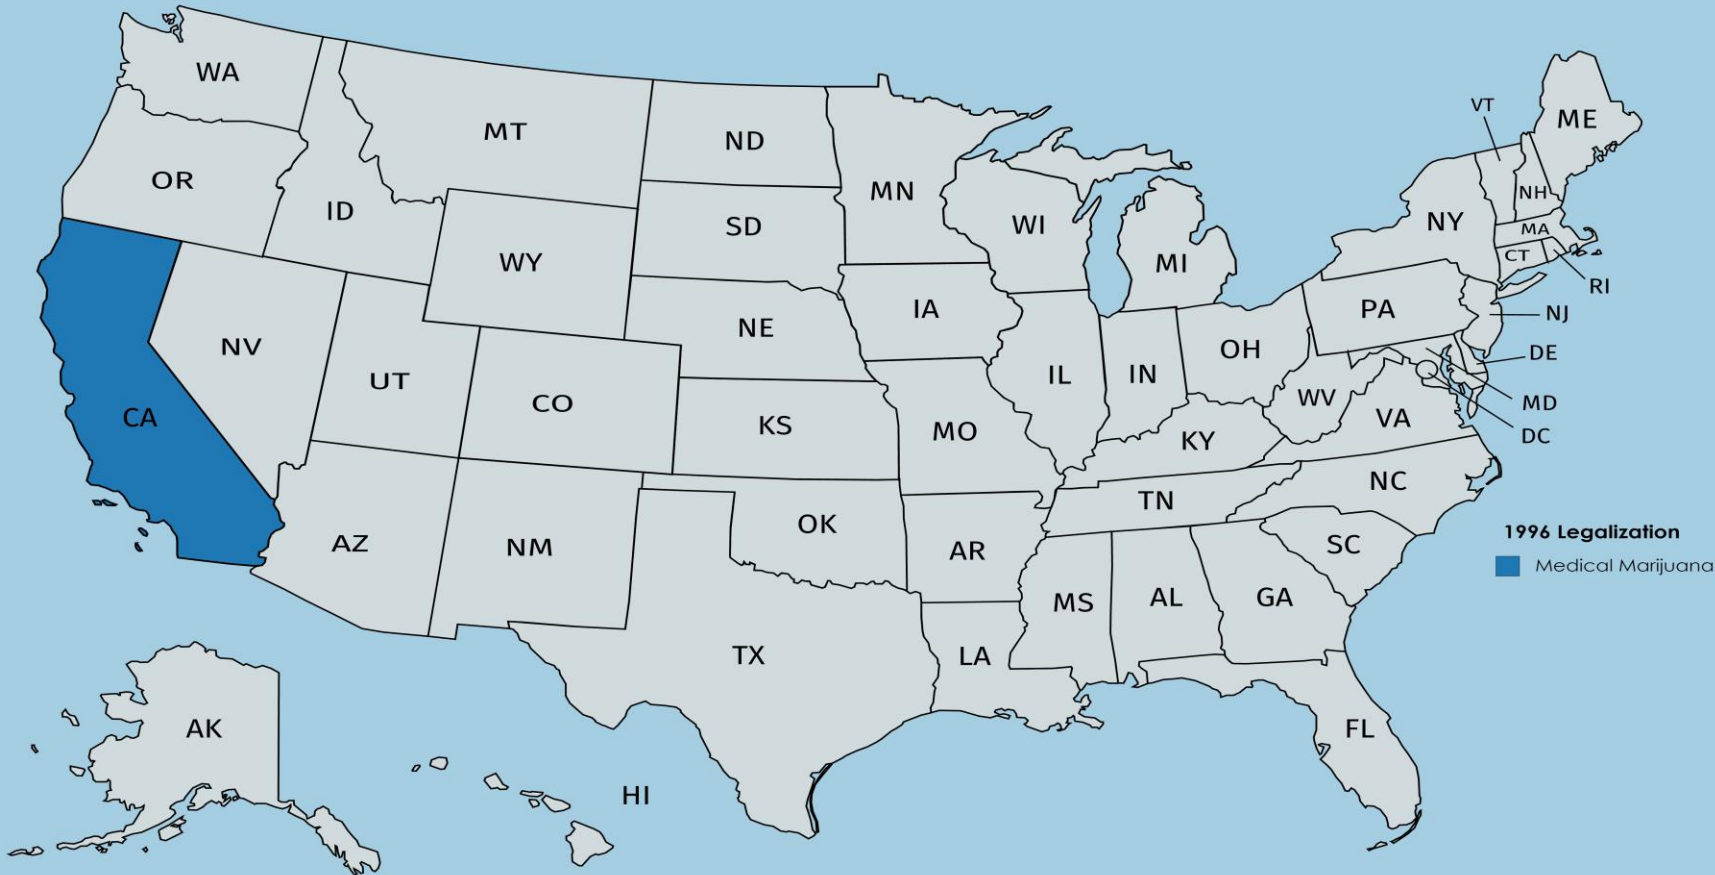 WA
VT
ME
MT
ND
OR
MN
NH
ID
WI
NY
SD
MA
CT
WY
MI
RI
IA
PA
NJ
NE
NV
OH
DE
UT
IL
IN
CO
WV
MD
CA
VA
KS
MO
DC
KY
NC
TN
OK
1996 Legalization
AZ
NM
AR
SC
Medical Marijuana
MS
AL
GA
TX
LA
AK
FL
HI